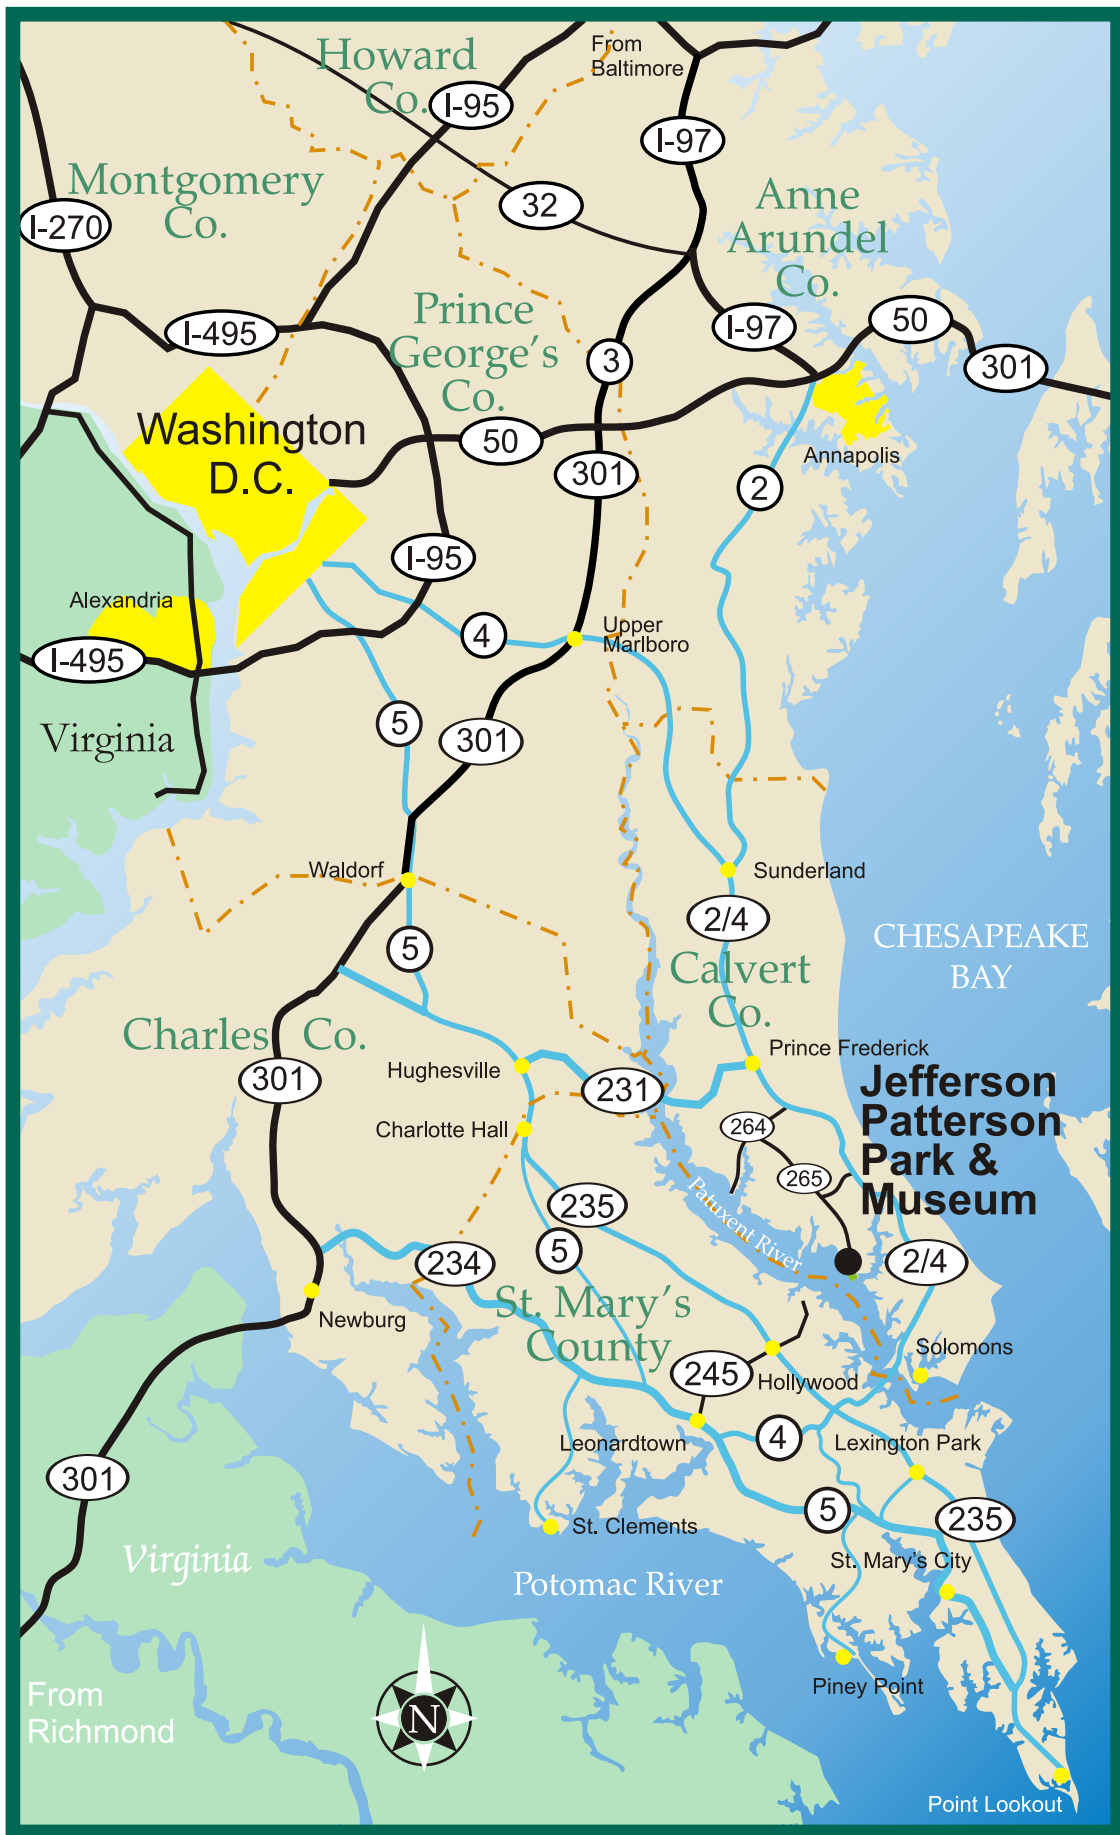 From
Baltimore
Howard
Co.
I-95
I-97
Montgomery
Co.
32
Anne
Arundel
Co.
I-270
Prince
George's
Co.
I-495
I-97
50
3
301
Washington
D.C.
50
Annapolis
301
2
I-95
Alexandria
4
Upper
Marlboro
I-495
Virginia
5
301
Waldorf
Sunderland
2/4
5
CHESAPEAKE
BAY
Calvert
Co.
Charles Co.
Prince Frederick
Hughesville
301
231
Jefferson
Patterson
Park &
Museum
Charlotte Hall
264
265
235
Patuxent River
5
234
2/4
St. Mary's
County
Newburg
Solomons
245
Hollywood
Leonardtown
4
Lexington Park
301
5
235
St. Clements
Virginia
St. Mary's City
Potomac River
Piney Point
From
Richmond
N
Point Lookout